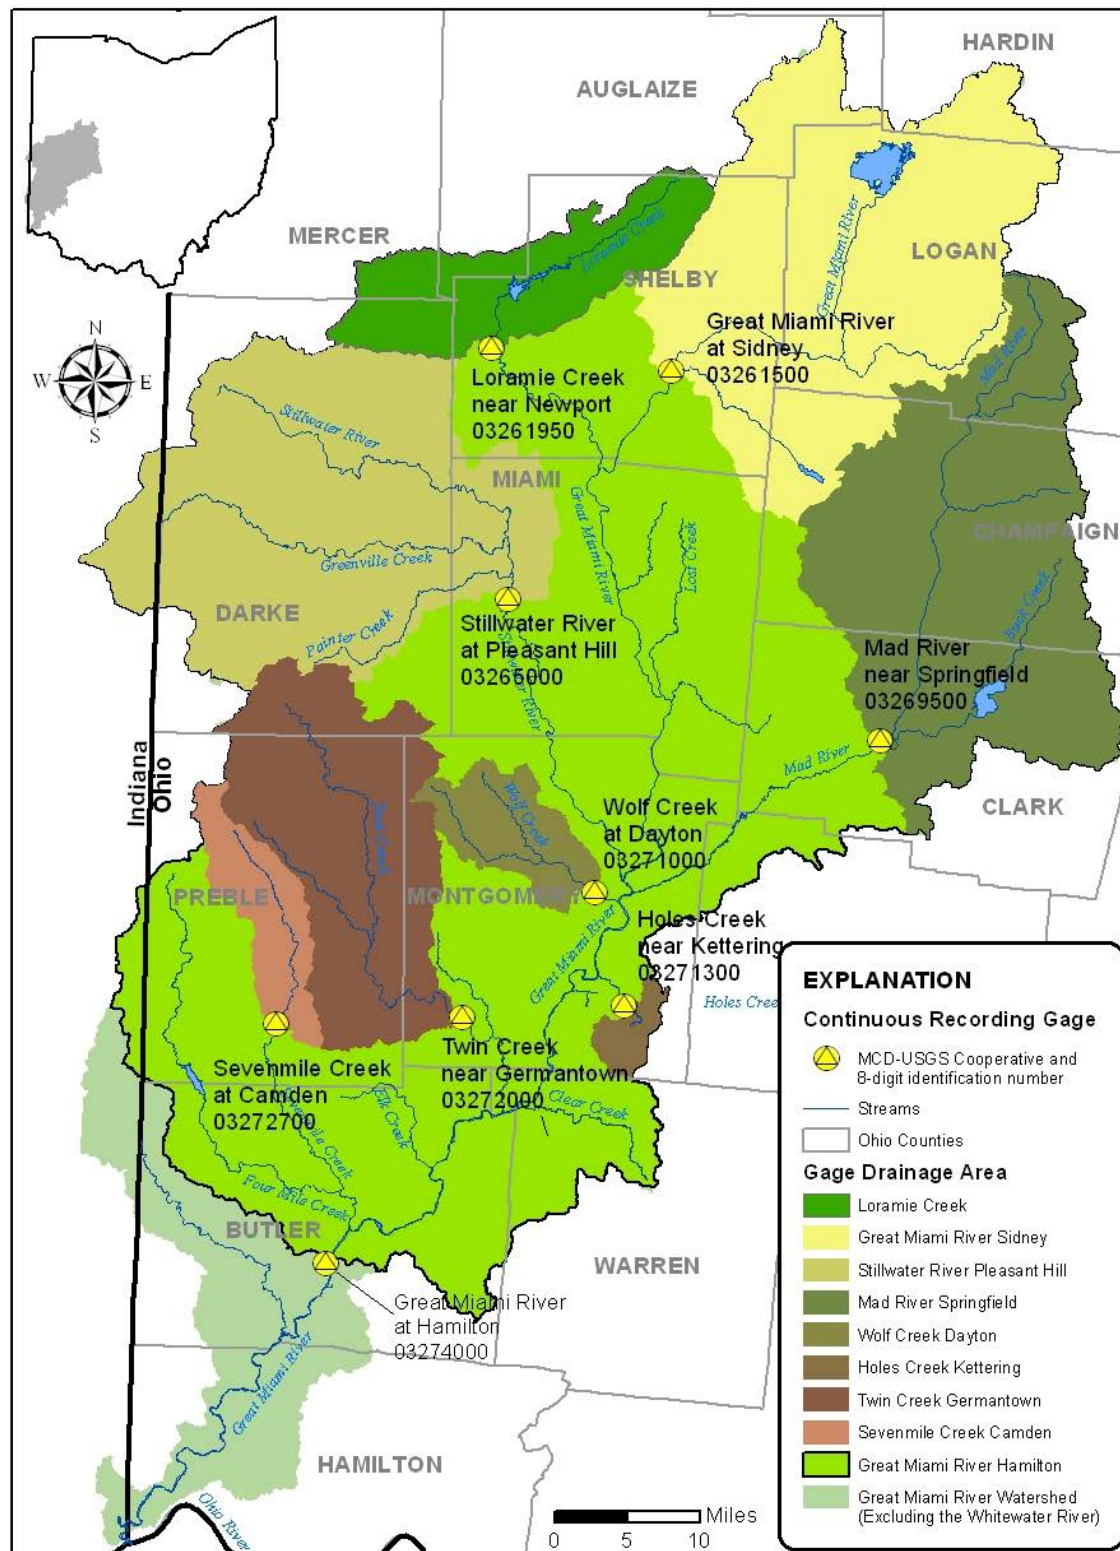 HARDIN
AUGLAIZE
MERCER
LOGAN
SHELBY
Loramie Creek
Great Miami River
Mad River
N
W E
S
Great Miami River
at Sidney
03261500
Loramie Creek
near Newport
03261950
Stillwater River
MIAMI
Great Miami River
Lost Creek
CHAMPAIGN
Greenville Creek
Buck Creek
DARKE
Painter Creek
Stillwater River
at Pleasant Hill
03265000
Stillwater River
Mad River
near Springfield
03269500
Indiana
Ohio
Mad River
CLARK
Wolf Creek
Wolf Creek
at Dayton
03271000
Twin Creek
PREBLE
MONTGOMERY
Great Miami River
Holes Creek
near Kettering
03271300
Holes Cree
Sevenmile Creek
at Camden
03272700
Twin Creek
near Germantown
03272000
Elk Creek
Clear Creek
Sevenmile Creek
Four Mile Creek
BUTLER
WARREN
Great Miami River
at Hamilton
03274000
Great Miami River
HAMILTON
Ohio River
Miles
0 5 10
EXPLANATION
Continuous Recording Gage
MCD-USGS Cooperative and
8-digit identification number
Streams
Ohio Counties
Gage Drainage Area
Loramie Creek
Great Miami River Sidney
Stillwater River Pleasant Hill
Mad River Springfield
Wolf Creek Dayton
Holes Creek Kettering
Twin Creek Germantown
Sevenmile Creek Camden
Great Miami River Hamilton
Great Miami River Watershed
(Excluding the Whitewater River)